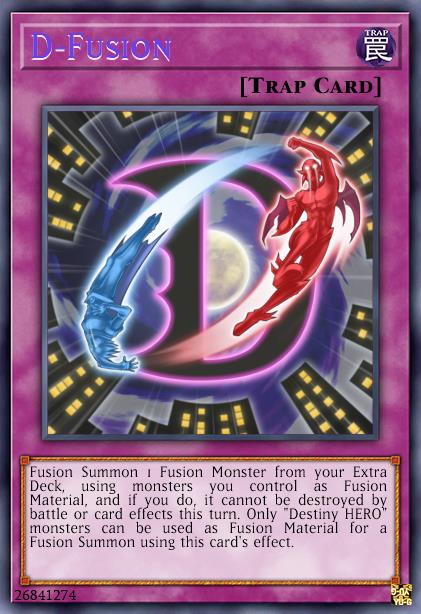 D-Fusion
TRAP
罠
[Trap Card]
D
Fusion Summon 1 Fusion Monster from your Extra
Deck, using monsters you control as Fusion
Material, and if you do, it cannot be destroyed by
battle or card effects this turn. Only "Destiny HERO"
monsters can be used as Fusion Material for a
Fusion Summon using this card's effect.
26841274